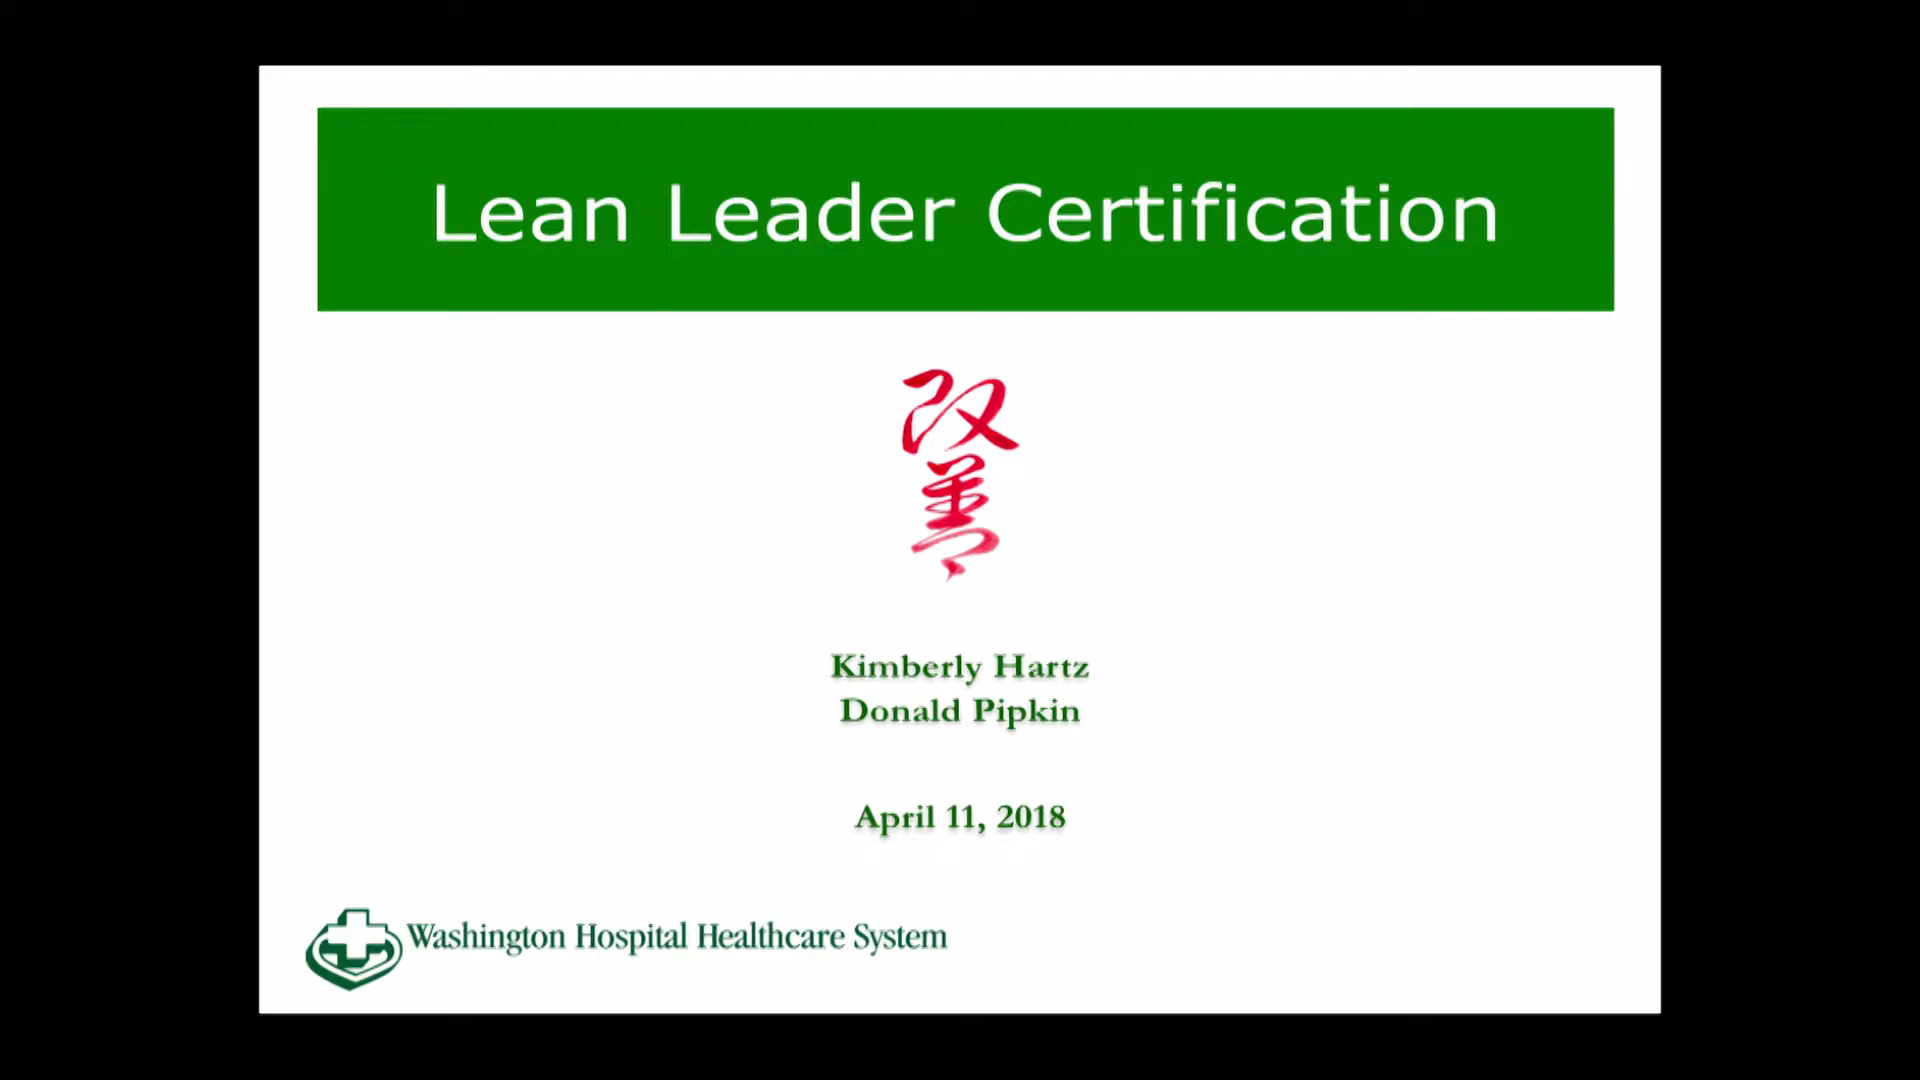 Lean Leader Certification
改
善
Kimberly Hartz
Donald Pipkin
April 11, 2018
Washington Hospital Healthcare System